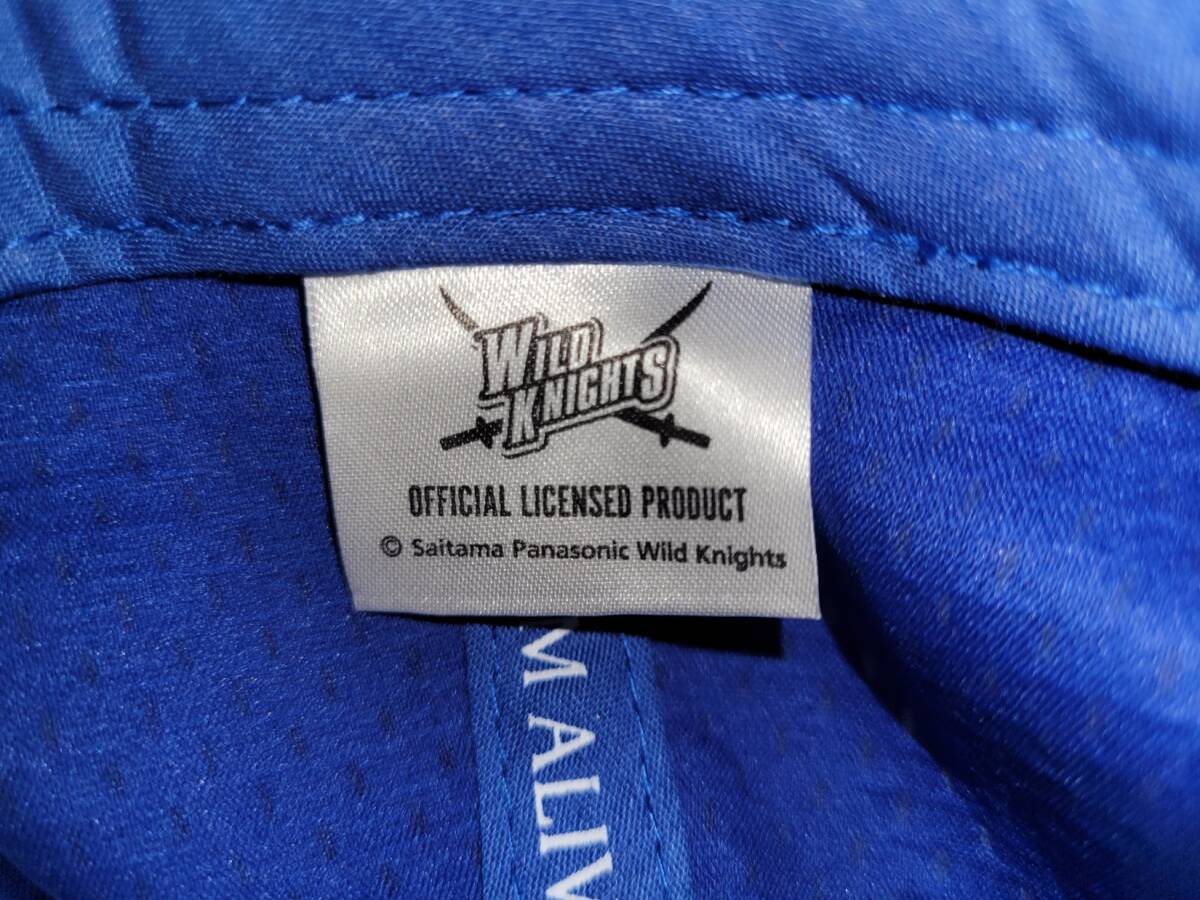 WILD
KNIGHTS
OFFICIAL LICENSED PRODUCT
© Saitama Panasonic Wild Knights
M ALIV